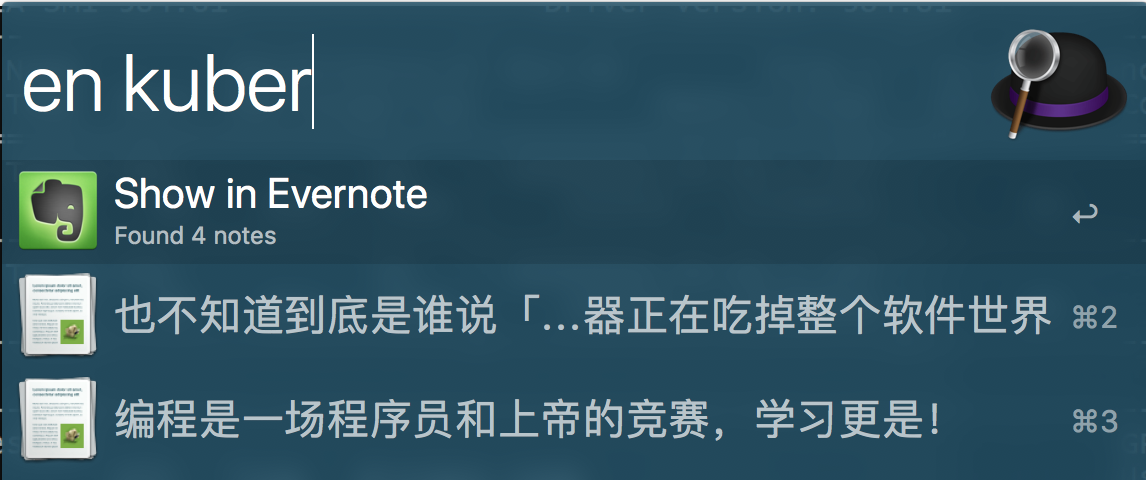 en kuber
Show in Evernote
Found 4 notes
也不知道到底是谁说「...器正在吃掉整个软件世界 ⌘2
编程是一场程序员和上帝的竞赛，学习更是！ ⌘3